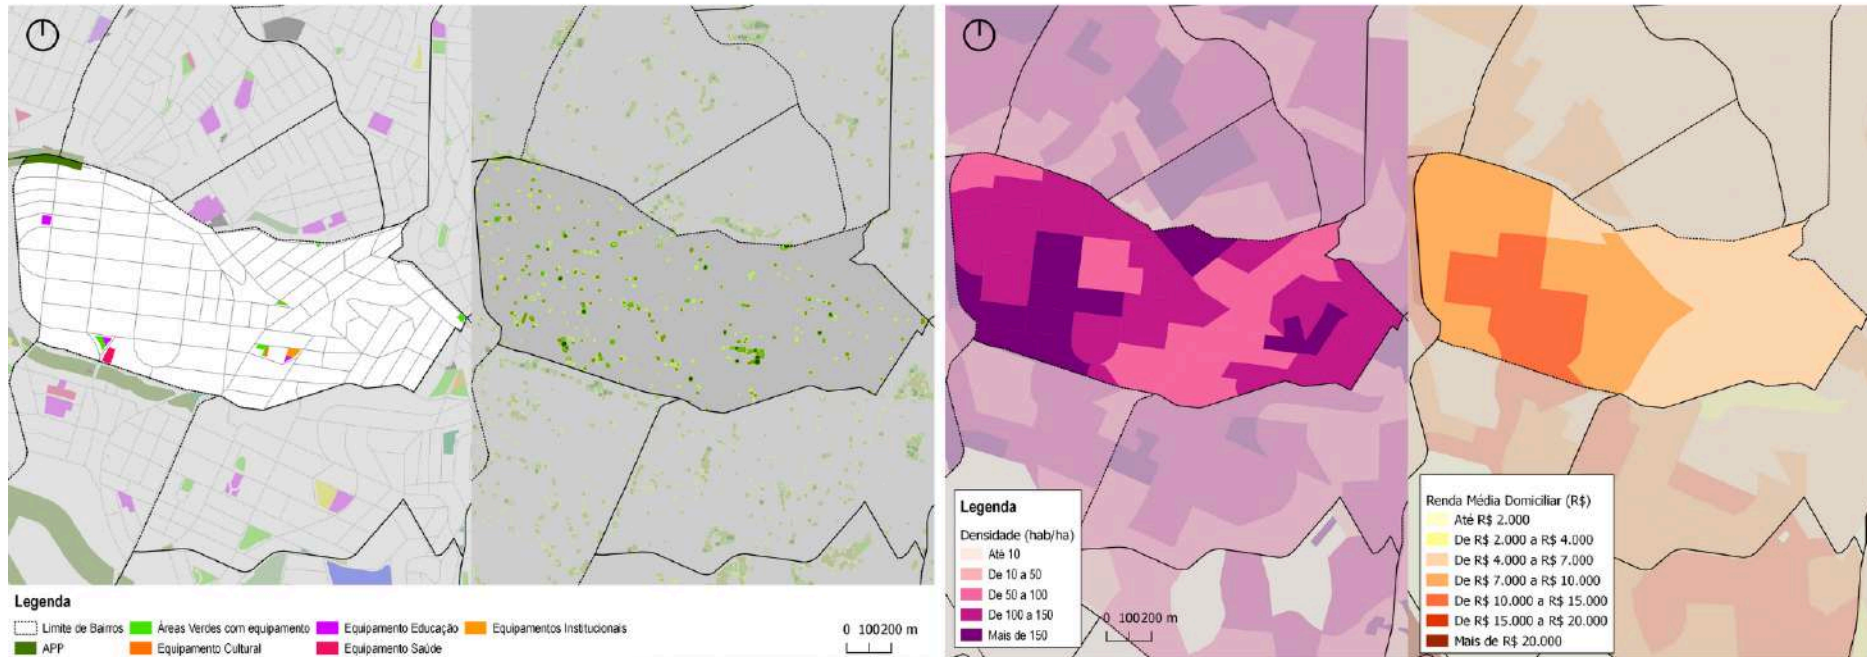 Legenda
Limite de Bairros
Áreas Verdes com equipamento
Equipamento Educação
Equipamentos Institucionais
APP
Equipamento Cultural
Equipamento Saúde
0 100200 m
Legenda
Densidade (hab/ha)
Até 10
De 10 a 50
De 50 a 100
De 100 a 150
Mais de 150
0 100200 m
Renda Média Domiciliar (R$)
Até R$ 2.000
De R$ 2.000 a R$ 4.000
De R$ 4.000 a R$ 7.000
De R$ 7.000 a R$ 10.000
De R$ 10.000 a R$ 15.000
De R$ 15.000 a R$ 20.000
Mais de R$ 20.000